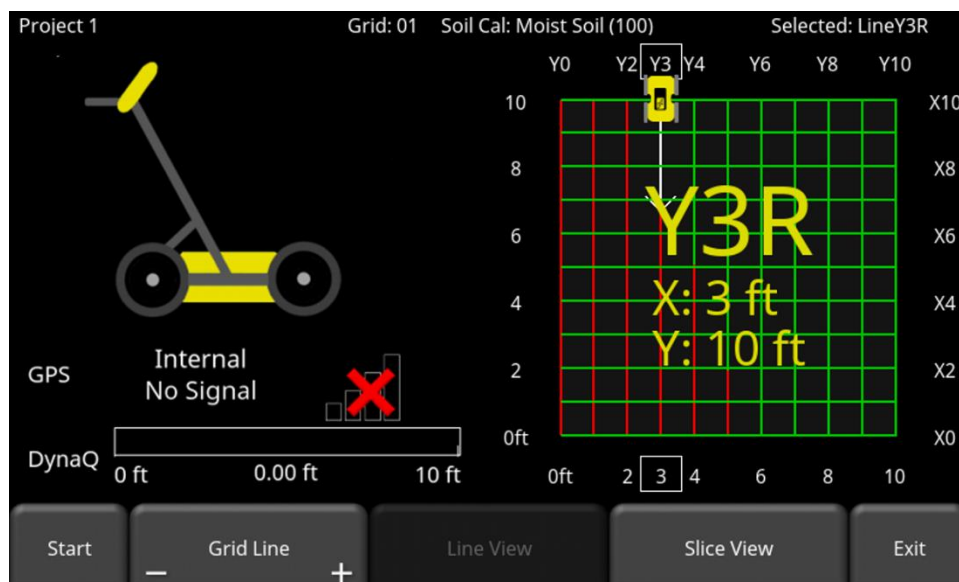 Project 1 Grid: 01 Soil Cal: Moist Soil (100) Selected: LineY3R
Y0 Y2 Y3 Y4 Y6 Y8 Y10
10 X10
8 X8
Y3R
6 X6
X: 3 ft
4 X4
Y: 10 ft
2 X2
0ft X0
0ft 2 3 4 6 8 10
GPS Internal
No Signal
DynaQ
0 ft 0.00 ft 10 ft
Start Grid Line Line View Slice View Exit
− +